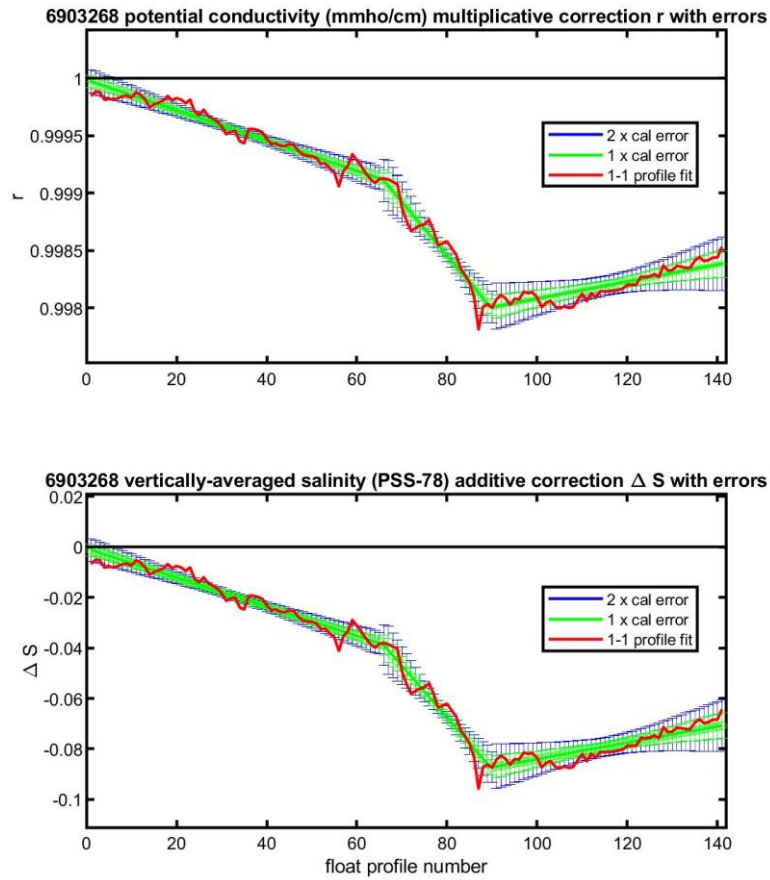 6903268 potential conductivity (mmho/cm) multiplicative correction r with errors
1
0.9995
0.999
0.9985
0.998
r
2 x cal error
1 x cal error
1-1 profile fit
0 20 40 60 80 100 120 140
6903268 vertically-averaged salinity (PSS-78) additive correction Δ S with errors
0.02
0
-0.02
-0.04
-0.06
-0.08
-0.1
Δ S
2 x cal error
1 x cal error
1-1 profile fit
0 20 40 60 80 100 120 140
float profile number